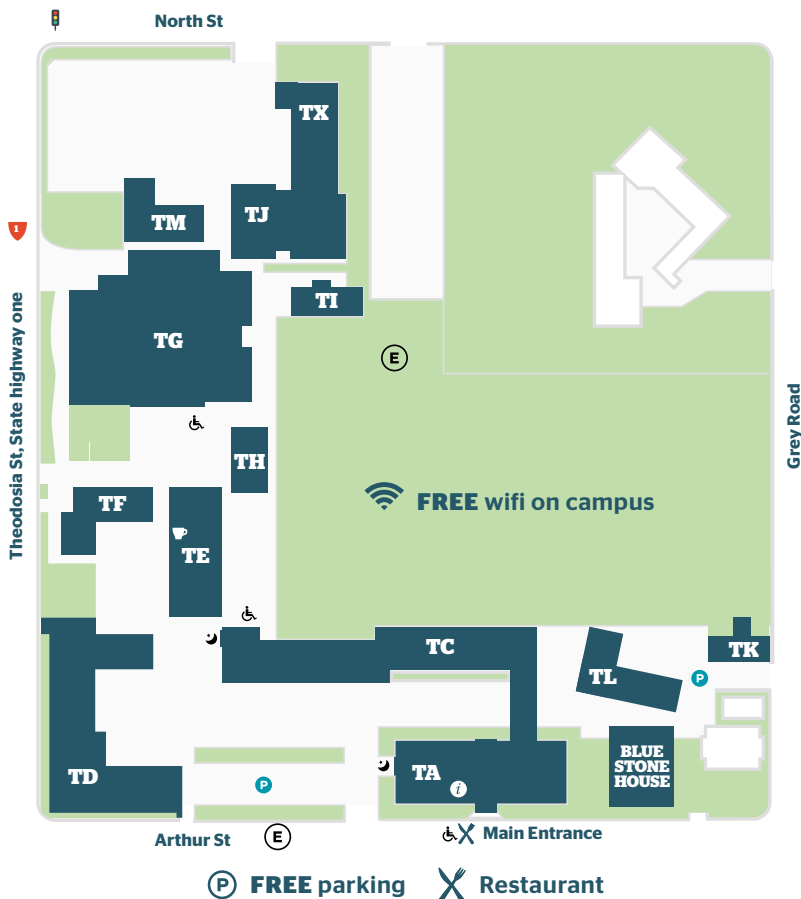 North St
TX
TM
TJ
1
TI
TG
E
Theodosia St, State highway one
Grey Road
TH
FREE wifi on campus
TF
TE
TC
TK
TL
P
BLUE
STONE
HOUSE
TA
i
TD
P
Arthur St
E
Main Entrance
P FREE parking
Restaurant